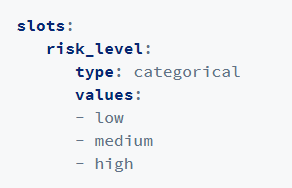 slots:
   risk_level:
      type: categorical
      values:
      - low
      - medium
      - high